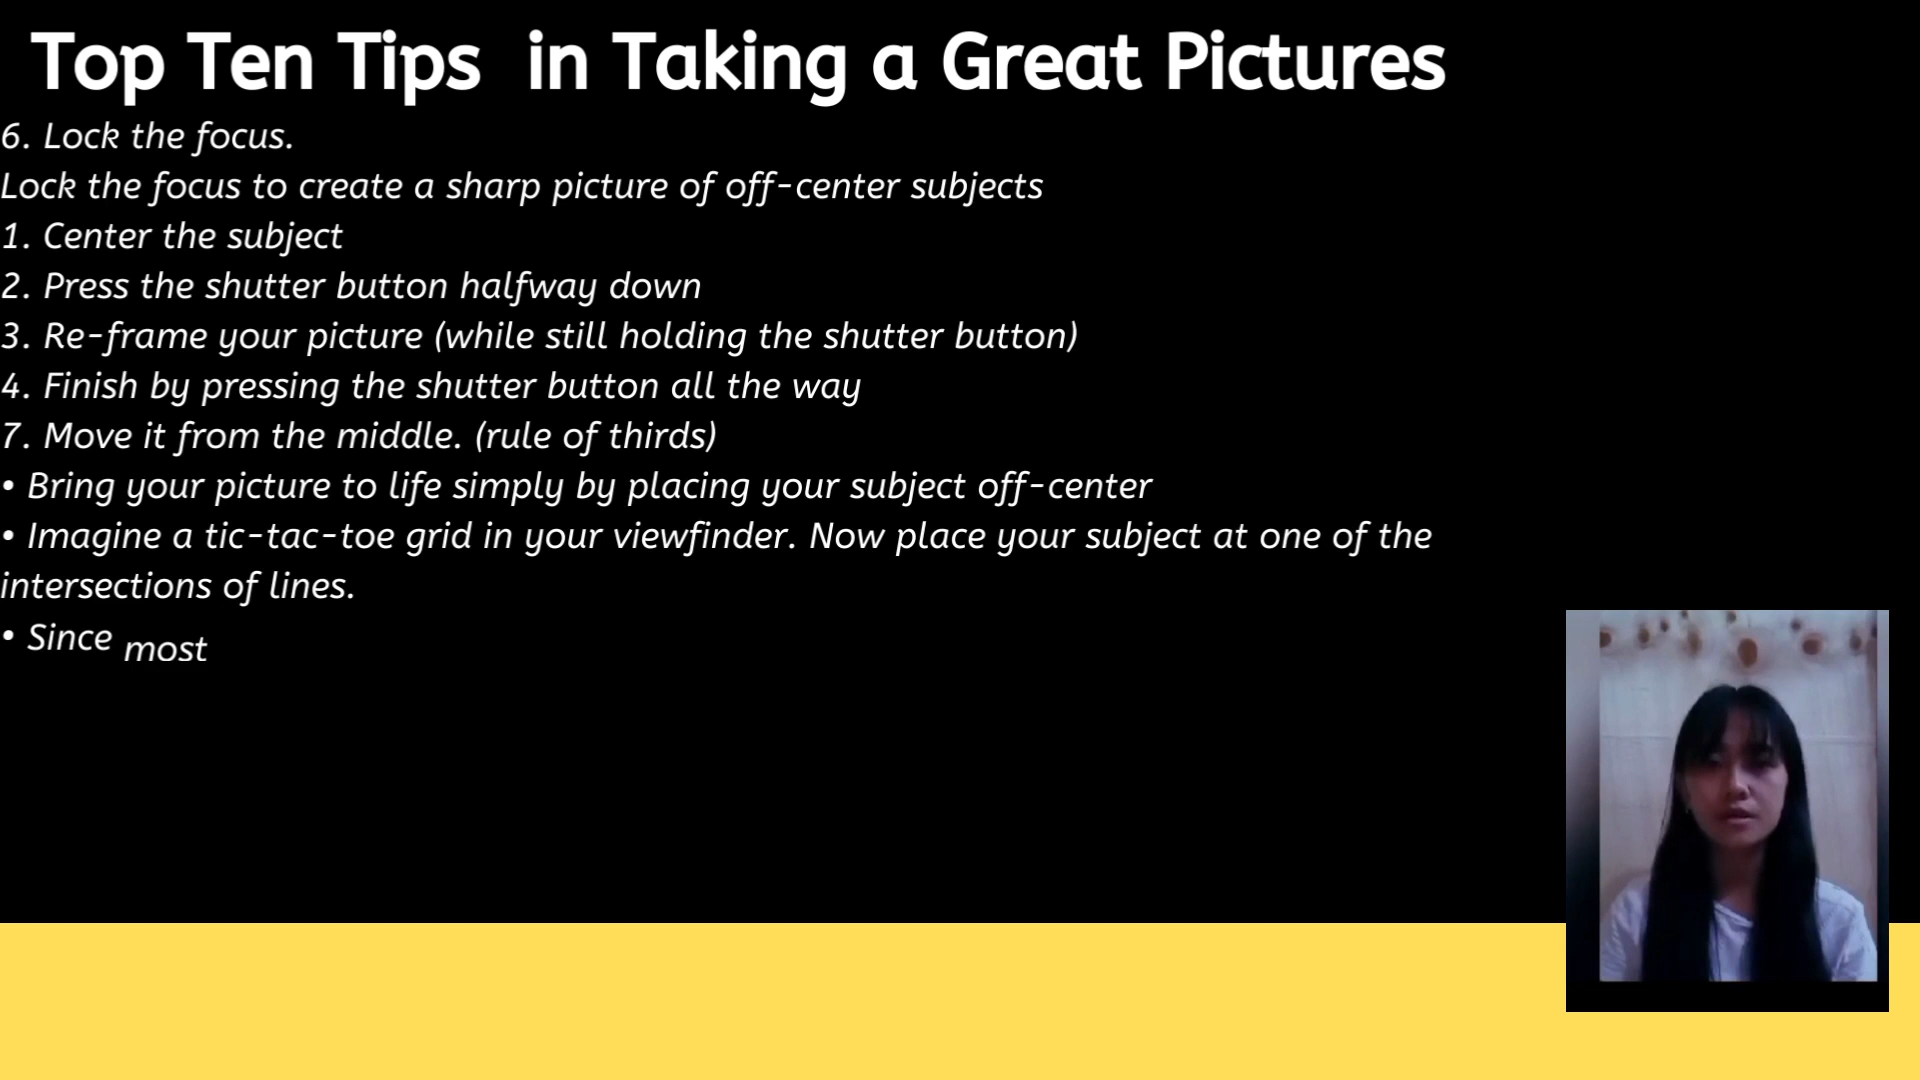 Top Ten Tips  in Taking a Great Pictures
6. Lock the focus.
Lock the focus to create a sharp picture of off-center subjects
1. Center the subject
2. Press the shutter button halfway down
3. Re-frame your picture (while still holding the shutter button)
4. Finish by pressing the shutter button all the way
7. Move it from the middle. (rule of thirds)
• Bring your picture to life simply by placing your subject off-center
• Imagine a tic-tac-toe grid in your viewfinder. Now place your subject at one of the
intersections of lines.
• Since most